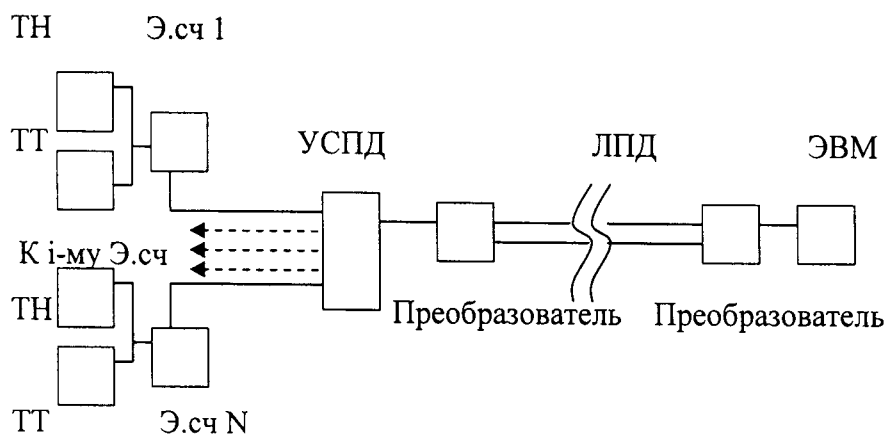 ТН Э.сч 1
ТТ УСПД ЛПД ЭВМ
К i-му Э.сч
ТН Преобразователь Преобразователь
ТТ Э.сч N